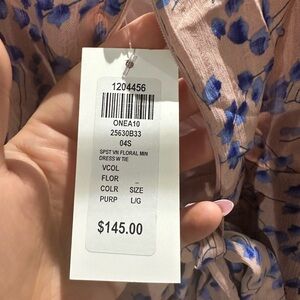 1204456
ONEA10
25630B33
04S
SPST VN FLORAL MIN
DRESS W TIE
VCOL
FLOR _
COLR SIZE
PURP L/G
$145.00